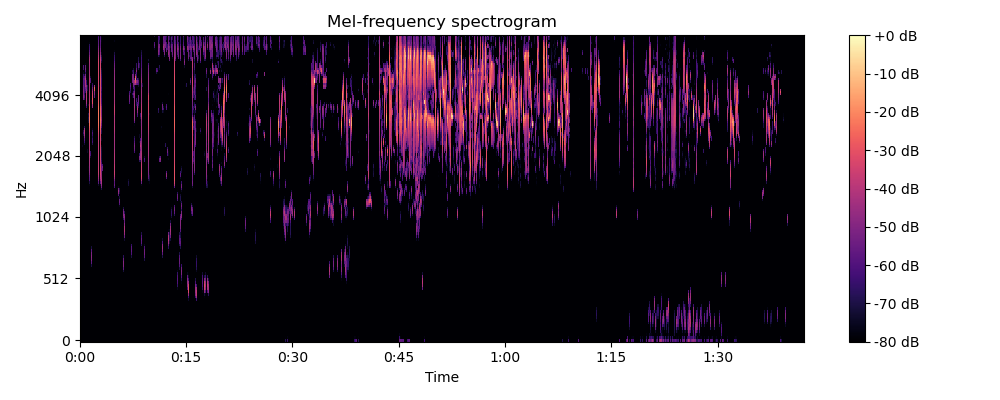 Mel-frequency spectrogram
Hz
4096
2048
1024
512
0
0:00 0:15 0:30 0:45 1:00 1:15 1:30
Time
+0 dB
-10 dB
-20 dB
-30 dB
-40 dB
-50 dB
-60 dB
-70 dB
-80 dB